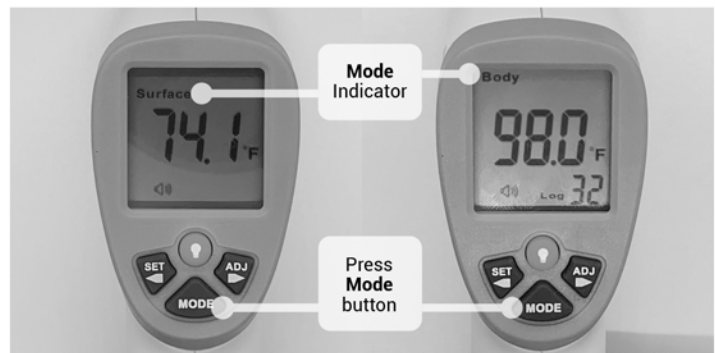 Surface
74.1°F
SET
ADJ
MODE
Mode
Indicator
Press
Mode
button
Body
98.0°F
Log 32
SET
ADJ
MODE